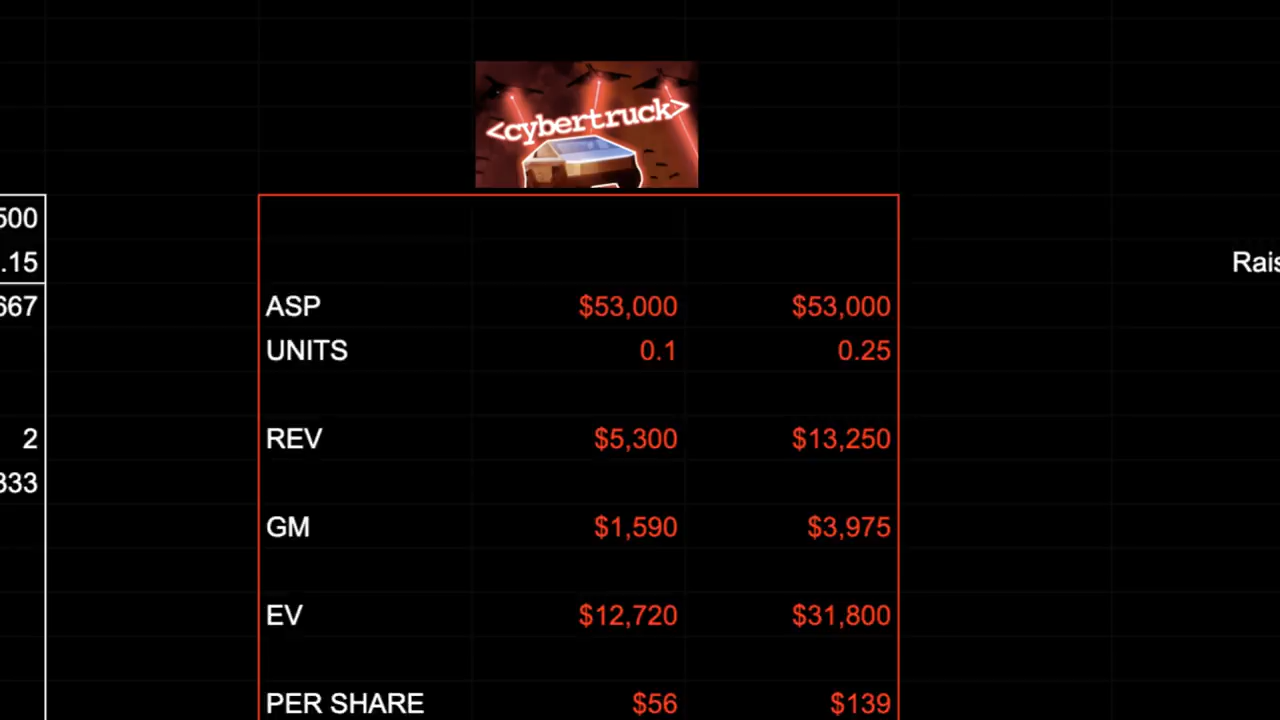 <cybertruck>
500
.15
667
2
333
ASP $53,000 $53,000
UNITS 0.1 0.25
REV $5,300 $13,250
GM $1,590 $3,975
EV $12,720 $31,800
PER SHARE $56 $139
Rais